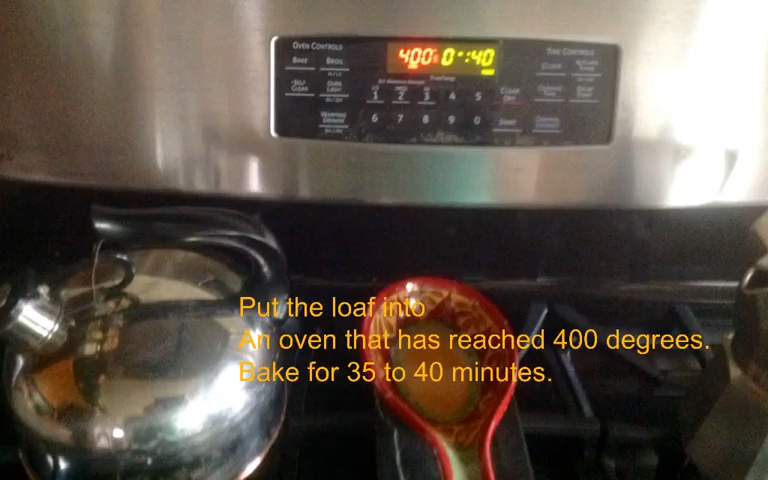 OVEN CONTROLS
TIME CONTROLS
400° 0:40
BAKE BROIL
HI/LO
CLOCK
SELF CLEAN
OVEN LIGHT
1 2 3 4 5
CLEAR OFF
6 7 8 9 0
START
Put the loaf into
An oven that has reached 400 degrees.
Bake for 35 to 40 minutes.